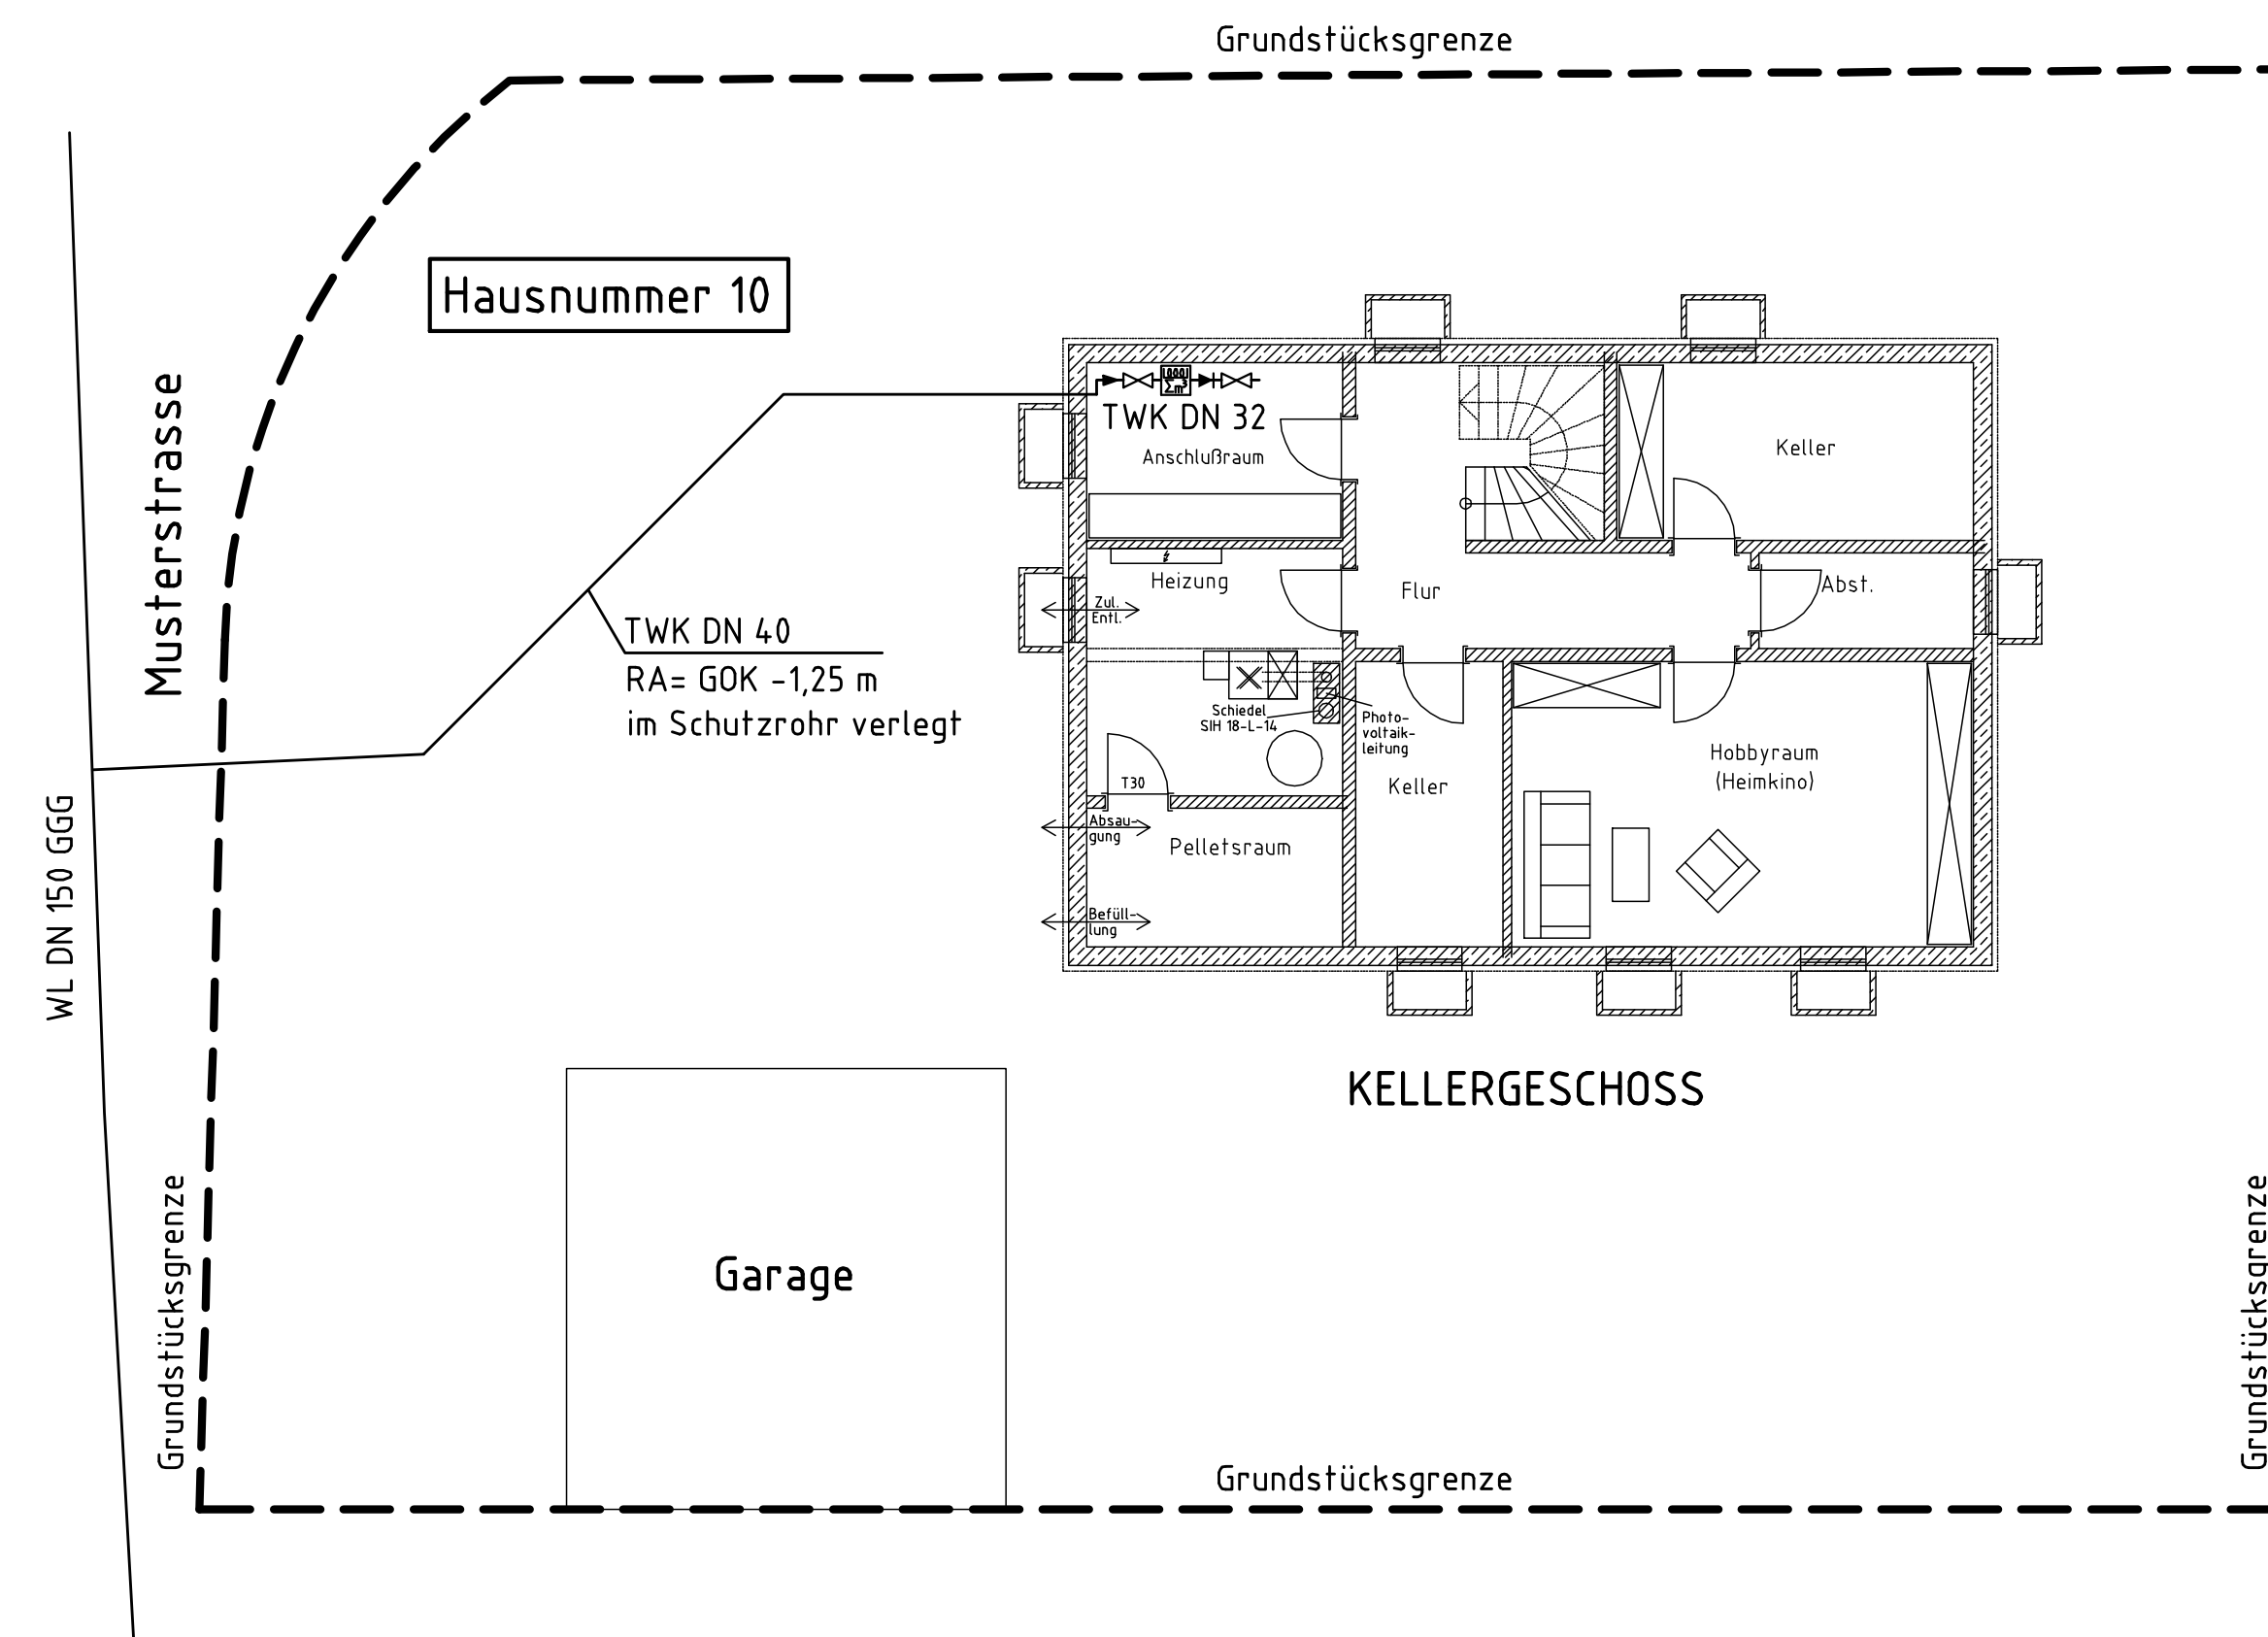 Grundstücksgrenze
Hausnummer 10
Musterstrasse
TWK DN 32
Anschlußraum
Keller
Heizung
Zul.
Entl.
Flur
Abst.
TWK DN 40
RA= GOK -1,25 m
im Schutzrohr verlegt
Schiedel
SIH 18-L-14
Photo-
voltaik-
leitung
Hobbyraum
(Heimkino)
T30
Keller
WL DN 150 GGG
Absau-
gung
Pelletsraum
Befüll-
lung
KELLERGESCHOSS
Garage
Grundstücksgrenze
Grundstücksgrenze
Grundstücksgrenze